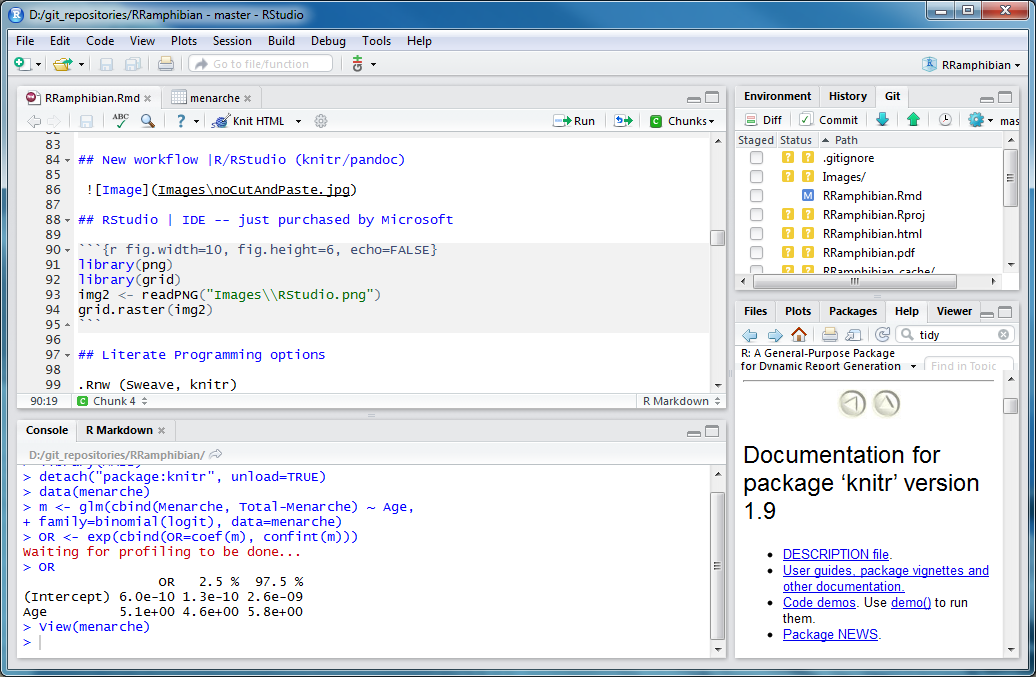 D:/git_repositories/RRamphibian - master - RStudio
File Edit Code View Plots Session Build Debug Tools Help
Go to file/function
RRamphibian
RRamphibian.Rmd
menarche
ABC
?
Knit HTML
Run
Chunks
83
84 ## New workflow |R/RStudio (knitr/pandoc)
85
86 ![Image](Images\noCutAndPaste.jpg)
87
88 ## RStudio | IDE -- just purchased by Microsoft
89
90 ```{r fig.width=10, fig.height=6, echo=FALSE}
91 library(png)
92 library(grid)
93 img2 <- readPNG("Images\\RStudio.png")
94 grid.raster(img2)
95 ```
96
97 ## Literate Programming options
98
99 .Rnw (Sweave, knitr)
90:19 C Chunk 4 R Markdown
Console R Markdown
D:/git_repositories/RRamphibian/
> detach("package:knitr", unload=TRUE)
> data(menarche)
> m <- glm(cbind(Menarche, Total-Menarche) ~ Age,
+ family=binomial(logit), data=menarche)
> OR <- exp(cbind(OR=coef(m), confint(m)))
Waiting for profiling to be done...
> OR
OR 2.5 % 97.5 %
(Intercept) 6.0e-10 1.3e-10 2.6e-09
Age 5.1e+00 4.6e+00 5.8e+00
> View(menarche)
>
Environment History Git
Diff Commit mas
Staged Status Path
? ? .gitignore
? ? Images/
M RRamphibian.Rmd
? ? RRamphibian.Rproj
? ? RRamphibian.html
? ? RRamphibian.pdf
? ? RRamphibian_cache/
Files Plots Packages Help Viewer
tidy
R: A General-Purpose Package
for Dynamic Report Generation
Find in Topic
Documentation for
package ‘knitr’ version
1.9
• DESCRIPTION file.
• User guides, package vignettes and
other documentation.
• Code demos. Use demo() to run
them.
• Package NEWS.